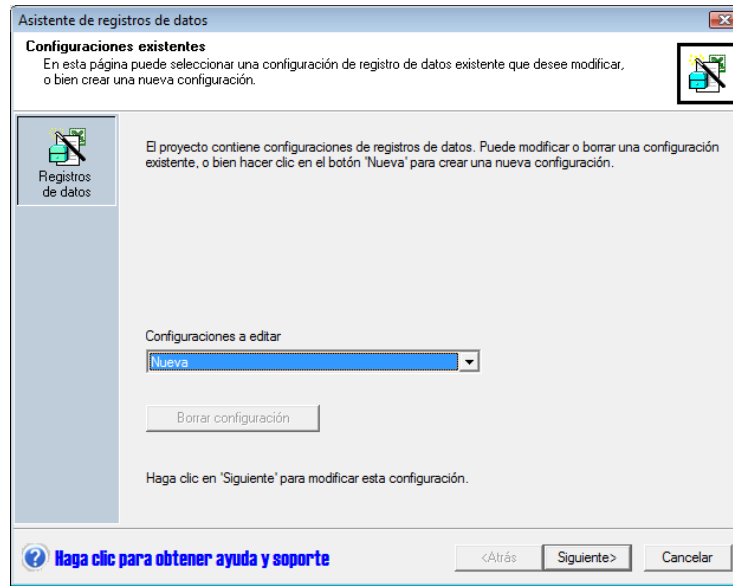 Asistente de registros de datos
Configuraciones existentes
En esta página puede seleccionar una configuración de registro de datos existente que desee modificar,
o bien crear una nueva configuración.
Registros
de datos
El proyecto contiene configuraciones de registros de datos. Puede modificar o borrar una configuración
existente, o bien hacer clic en el botón 'Nueva' para crear una nueva configuración.
Configuraciones a editar
Nueva
Borrar configuración
Haga clic en 'Siguiente' para modificar esta configuración.
Haga clic para obtener ayuda y soporte
<Atrás Siguiente> Cancelar